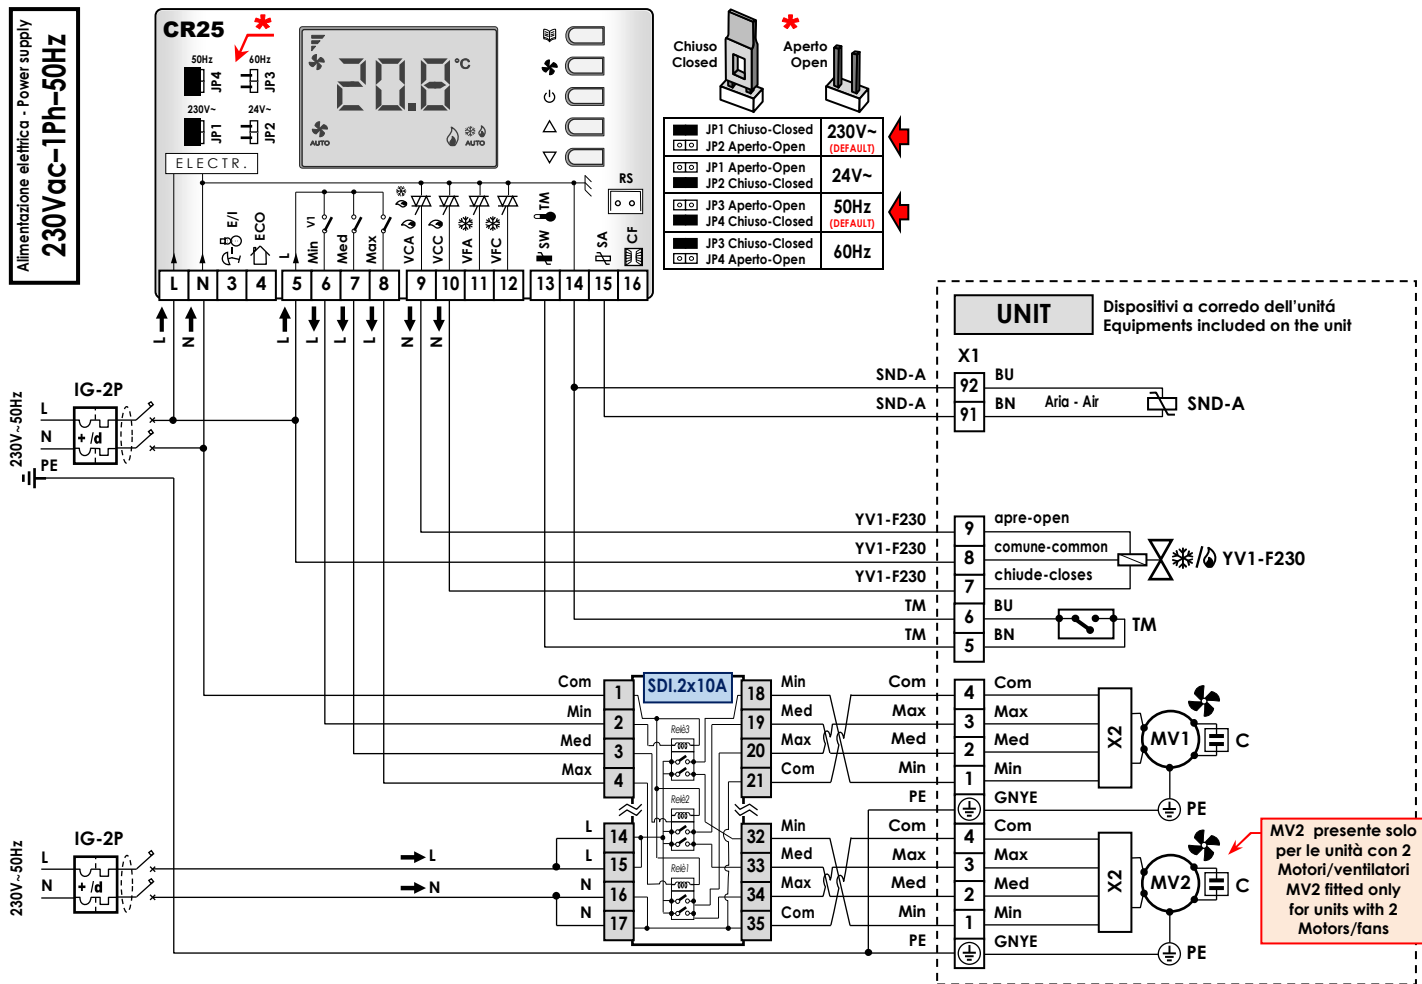 Alimentazione elettrica - Power supply
230Vac–1Ph–50Hz
CR25
*
50Hz
JP4
60Hz
JP3
230V~
JP1
24V~
JP2
ELECTR.
20.8 °C
AUTO
AUTO
RS
E/I
ECO
L
Min
V1
Med
Max
VCA
VCC
VFA
VFC
SW
TM
SA
CF
L N 3 4 5 6 7 8 9 10 11 12 13 14 15 16
L N L L L L N N
Chiuso
Closed
*
Aperto
Open
JP1 Chiuso-Closed
JP2 Aperto-Open
230V~
(DEFAULT)
JP1 Aperto-Open
JP2 Chiuso-Closed
24V~
JP3 Aperto-Open
JP4 Chiuso-Closed
50Hz
(DEFAULT)
JP3 Chiuso-Closed
JP4 Aperto-Open
60Hz
UNIT
Dispositivi a corredo dell'unitá
Equipments included on the unit
X1
SND-A 92 BU
SND-A 91 BN Aria - Air SND-A
IG-2P
230V~50Hz
L
N
+ /d
PE
YV1-F230 9 apre-open
YV1-F230 8 comune-common YV1-F230
YV1-F230 7 chiude-closes
TM 6 BU
TM 5 BN
TM
SDI.2x10A
Com 1 18 Min Com 4 Com
Min 2 19 Med Max 3 Max
Med 3 20 Max Med 2 Med
Max 4 21 Com Min 1 Min
Relè3
Relè2
Relè1
X2
MV1
C
PE GNYE PE
L 14 32 Min Com 4 Com
L 15 33 Med Max 3 Max
N 16 34 Max Med 2 Med
N 17 35 Com Min 1 Min
X2
MV2
C
PE GNYE PE
IG-2P
230V~50Hz
L
N
+ /d
L
N
MV2 presente solo
per le unità con 2
Motori/ventilatori
MV2 fitted only
for units with 2
Motors/fans